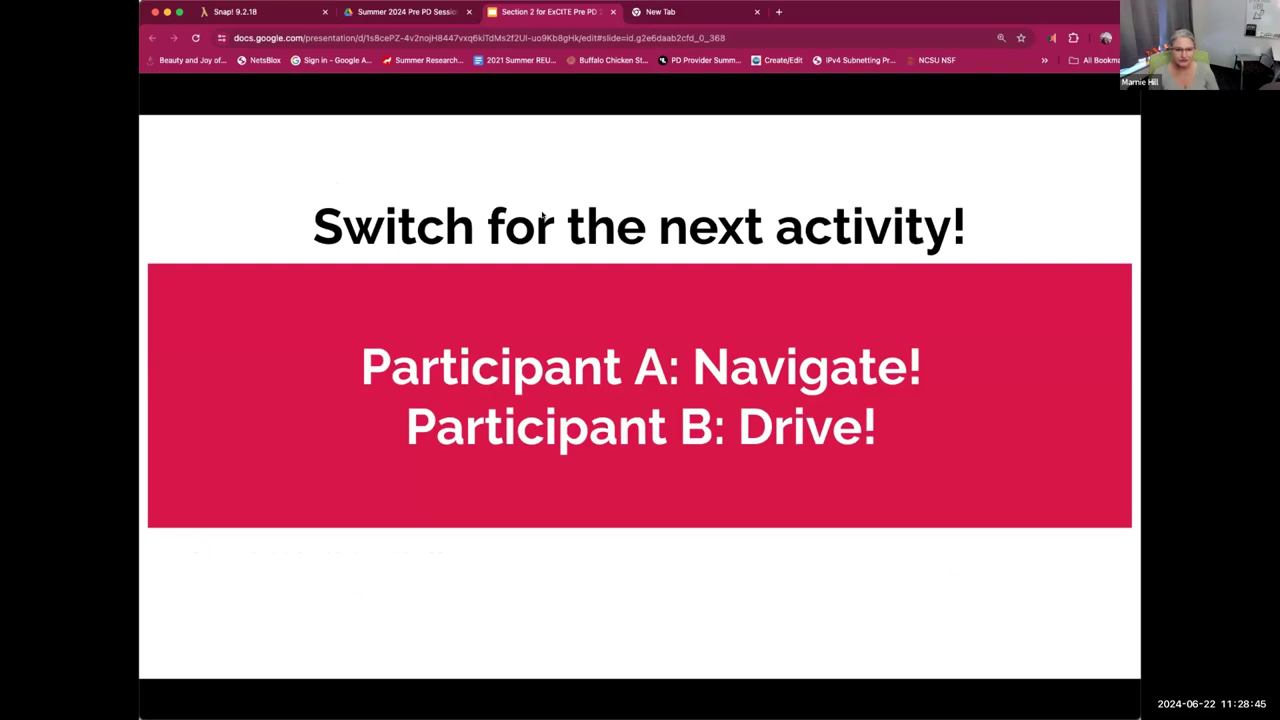 Snap! 9.2.18
Summer 2024 Pre PD Sessio
Section 2 for ExCITE Pre PD 2
New Tab
docs.google.com/presentation/d/1s8cePZ-4v2nojH8447vxq6kiTdMs2f2UI-uo9Kb8gHk/edit#slide=id.g2e6daab2cfd_0_368
Beauty and Joy of...
NetsBlox
Sign in - Google A...
Summer Research...
2021 Summer REU...
Buffalo Chicken St...
PD Provider Summ...
Create/Edit
IPv4 Subnetting Pr...
NCSU NSF
»
All Bookma
Marnie Hill
Switch for the next activity!
Participant A: Navigate!
Participant B: Drive!
2024-06-22 11:28:45